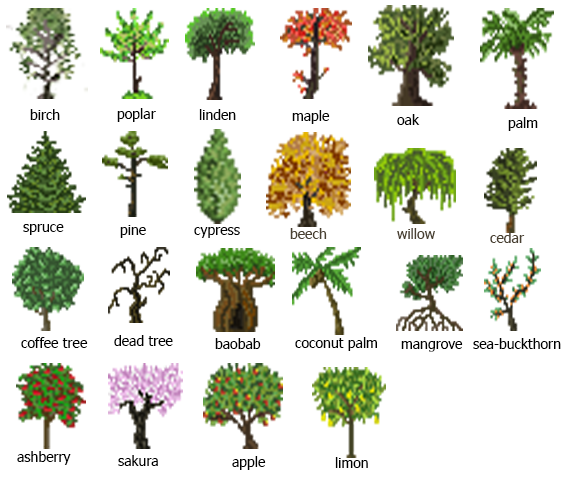 birch
poplar
linden
maple
oak
palm
spruce
pine
cypress
beech
willow
cedar
coffee tree
dead tree
baobab
coconut palm
mangrove
sea-buckthorn
ashberry
sakura
apple
limon